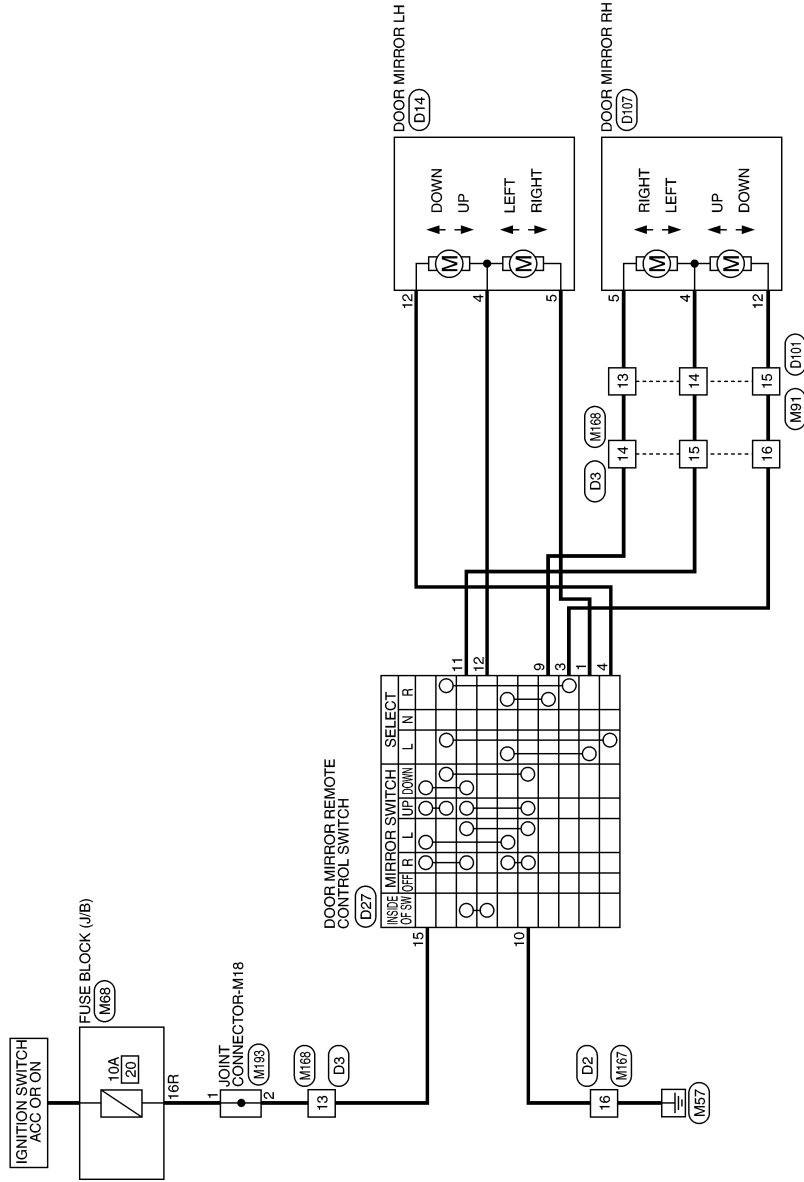 IGNITION SWITCH
ACC OR ON
FUSE BLOCK (J/B)
M68
10A
20
16R
1
JOINT
CONNECTOR-M18
M193
2
M168
13
D3
DOOR MIRROR REMOTE
CONTROL SWITCH
D27
15
10
D2
16
M167
M57
INSIDE
OF SW
MIRROR SWITCH
OFF
R
L
UP
DOWN
SELECT
L
N
R
11
12
9
3
1
4
DOOR MIRROR LH
D14
12
4
5
M
DOWN
UP
M
LEFT
RIGHT
DOOR MIRROR RH
D107
5
4
12
M
RIGHT
LEFT
M
UP
DOWN
D3
M168
14
15
16
13
14
15
M91
D101